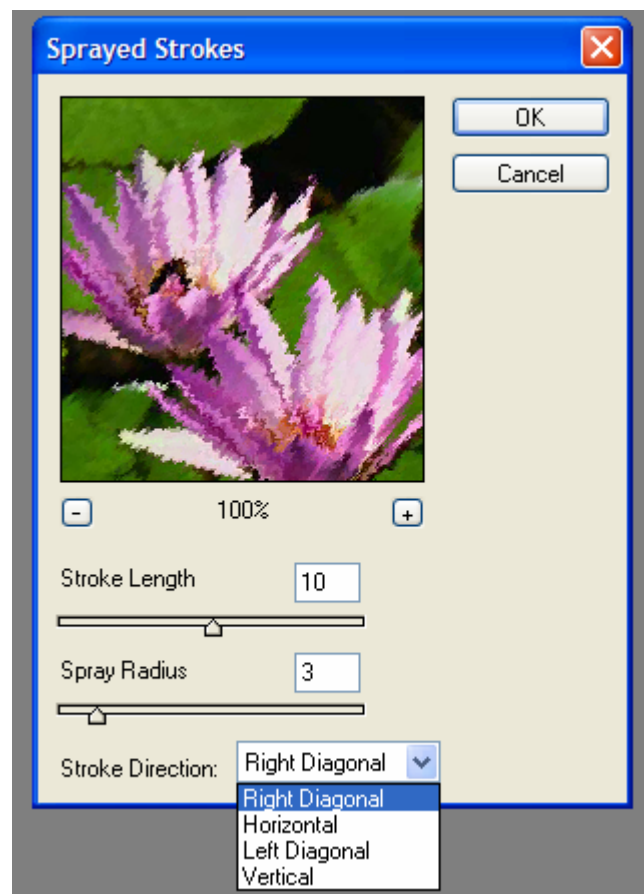 Sprayed Strokes
OK
Cancel
- 100% +
Stroke Length 10
Spray Radius 3
Stroke Direction: Right Diagonal
Right Diagonal
Horizontal
Left Diagonal
Vertical